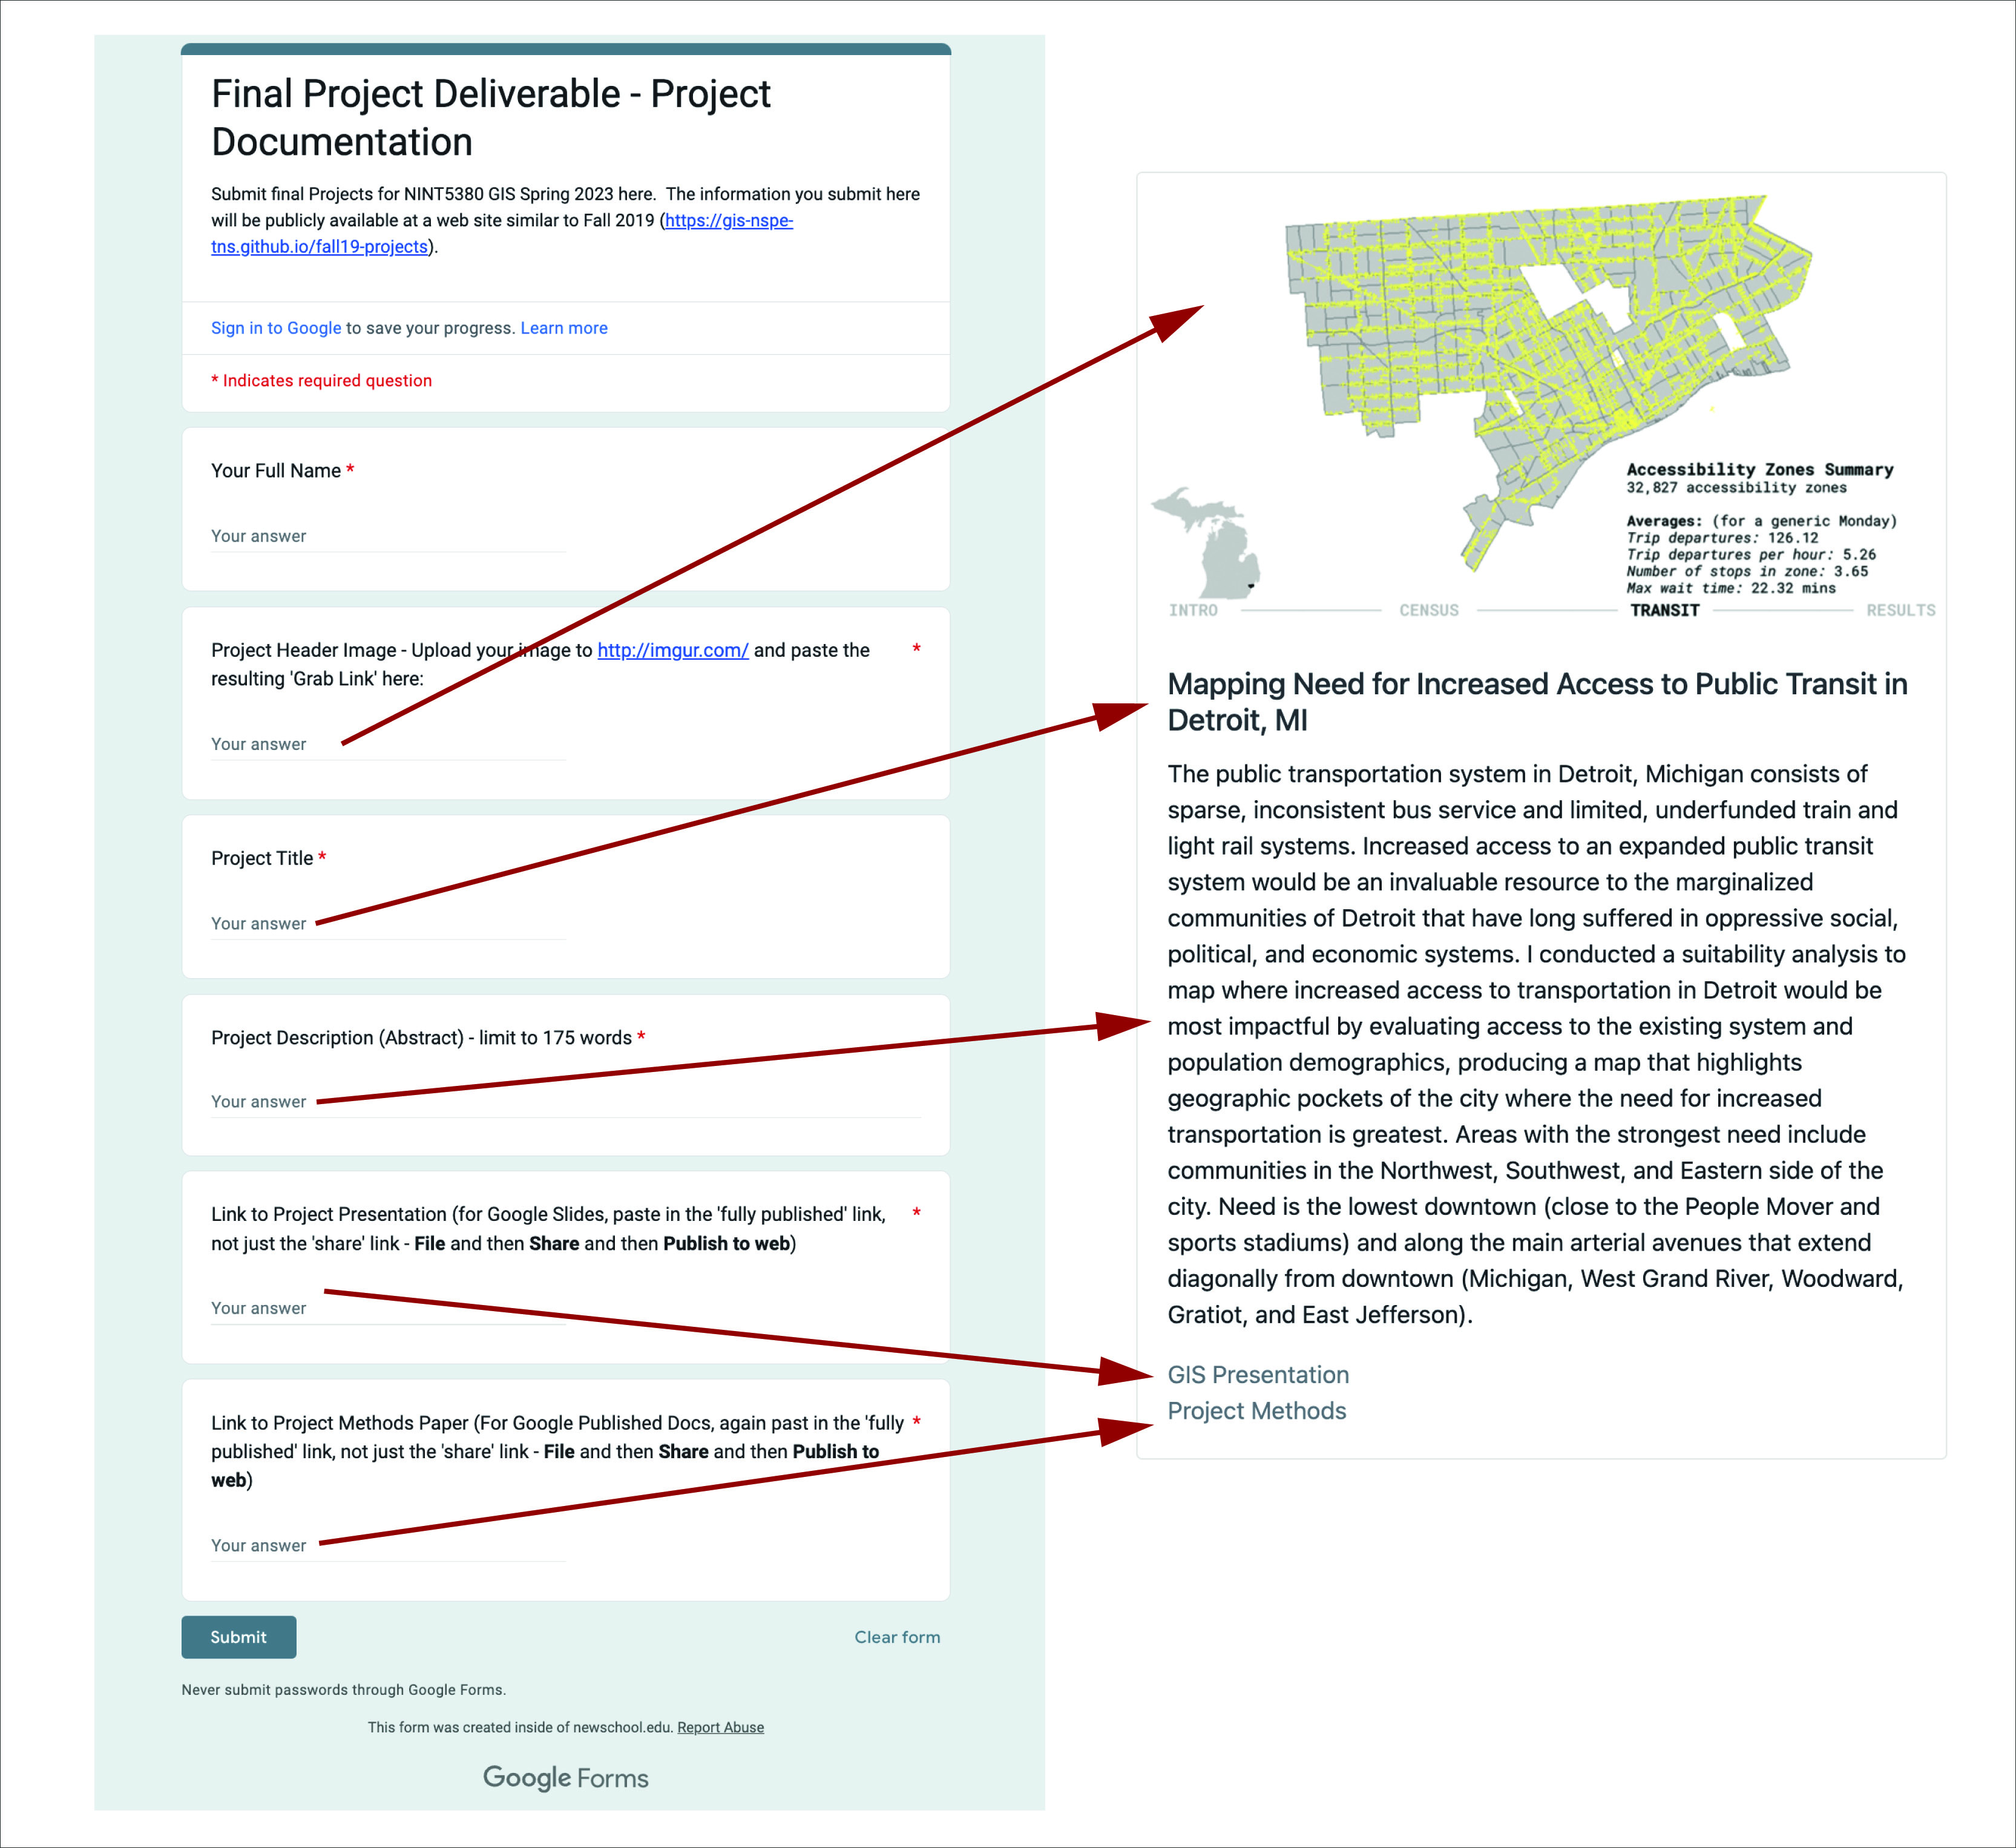 Final Project Deliverable - Project
Documentation
Submit final Projects for NINT5380 GIS Spring 2023 here.  The information you submit here
will be publicly available at a web site similar to Fall 2019 (https://gis-nspe-
tns.github.io/fall19-projects).
Sign in to Google to save your progress. Learn more
* Indicates required question
Your Full Name *
Your answer
Project Header Image - Upload your image to http://imgur.com/ and paste the *
resulting 'Grab Link' here:
Your answer
Project Title *
Your answer
Project Description (Abstract) - limit to 175 words *
Your answer
Link to Project Presentation (for Google Slides, paste in the 'fully published' link, *
not just the 'share' link - File and then Share and then Publish to web)
Your answer
Link to Project Methods Paper (For Google Published Docs, again past in the 'fully *
published' link, not just the 'share' link - File and then Share and then Publish to
web)
Your answer
Submit
Clear form
Never submit passwords through Google Forms.
This form was created inside of newschool.edu. Report Abuse
Google Forms
Accessibility Zones Summary
32,827 accessibility zones
Averages: (for a generic Monday)
Trip departures: 126.12
Trip departures per hour: 5.26
Number of stops in zone: 3.65
Max wait time: 22.32 mins
INTRO CENSUS TRANSIT RESULTS
Mapping Need for Increased Access to Public Transit in
Detroit, MI
The public transportation system in Detroit, Michigan consists of
sparse, inconsistent bus service and limited, underfunded train and
light rail systems. Increased access to an expanded public transit
system would be an invaluable resource to the marginalized
communities of Detroit that have long suffered in oppressive social,
political, and economic systems. I conducted a suitability analysis to
map where increased access to transportation in Detroit would be
most impactful by evaluating access to the existing system and
population demographics, producing a map that highlights
geographic pockets of the city where the need for increased
transportation is greatest. Areas with the strongest need include
communities in the Northwest, Southwest, and Eastern side of the
city. Need is the lowest downtown (close to the People Mover and
sports stadiums) and along the main arterial avenues that extend
diagonally from downtown (Michigan, West Grand River, Woodward,
Gratiot, and East Jefferson).
GIS Presentation
Project Methods